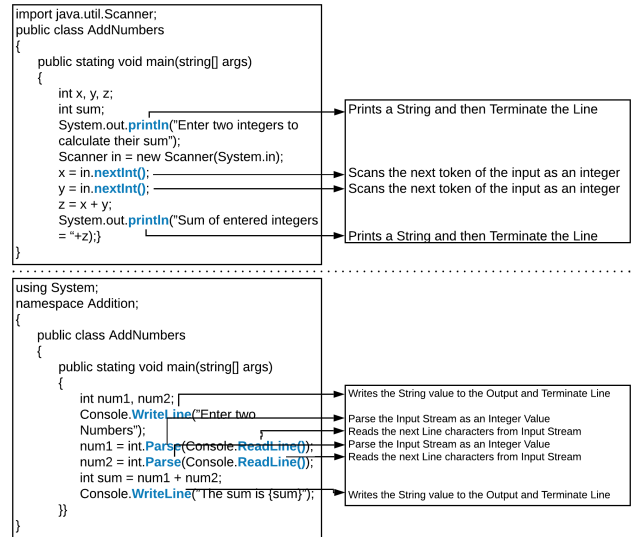 import java.util.Scanner;
public class AddNumbers
{
public stating void main(string[] args)
{
int x, y, z;
int sum;
System.out.println("Enter two integers to
calculate their sum");
Scanner in = new Scanner(System.in);
x = in.nextInt();
y = in.nextInt();
z = x + y;
System.out.println("Sum of entered integers
= “+z);}
}
Prints a String and then Terminate the Line
Scans the next token of the input as an integer
Scans the next token of the input as an integer
Prints a String and then Terminate the Line
using System;
namespace Addition;
{
public class AddNumbers
{
public stating void main(string[] args)
{
int num1, num2;
Console.WriteLine("Enter two
Numbers");
num1 = int.Parse(Console.ReadLine());
num2 = int.Parse(Console.ReadLine());
int sum = num1 + num2;
Console.WriteLine("The sum is {sum}");
}}
}
Writes the String value to the Output and Terminate Line
Parse the Input Stream as an Integer Value
Reads the next Line characters from Input Stream
Parse the Input Stream as an Integer Value
Reads the next Line characters from Input Stream
Writes the String value to the Output and Terminate Line